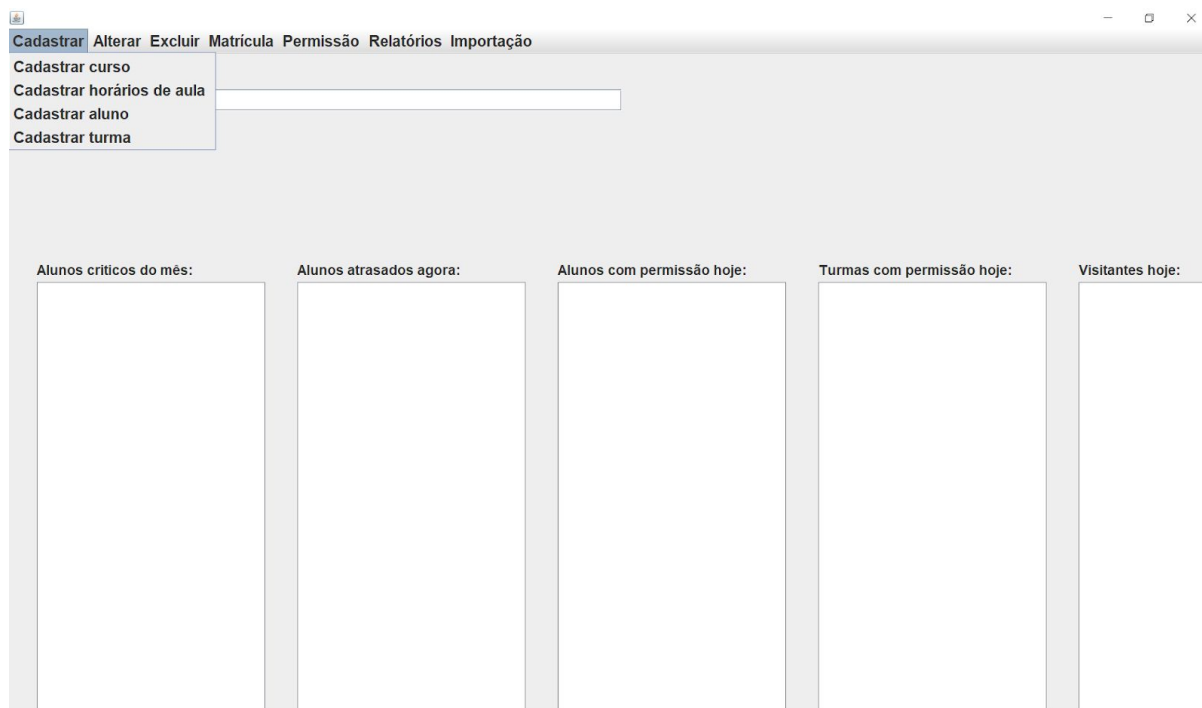 Cadastrar Alterar Excluir Matrícula Permissão Relatórios Importação
Cadastrar curso
Cadastrar horários de aula
Cadastrar aluno
Cadastrar turma
Alunos criticos do mês: Alunos atrasados agora: Alunos com permissão hoje: Turmas com permissão hoje: Visitantes hoje: